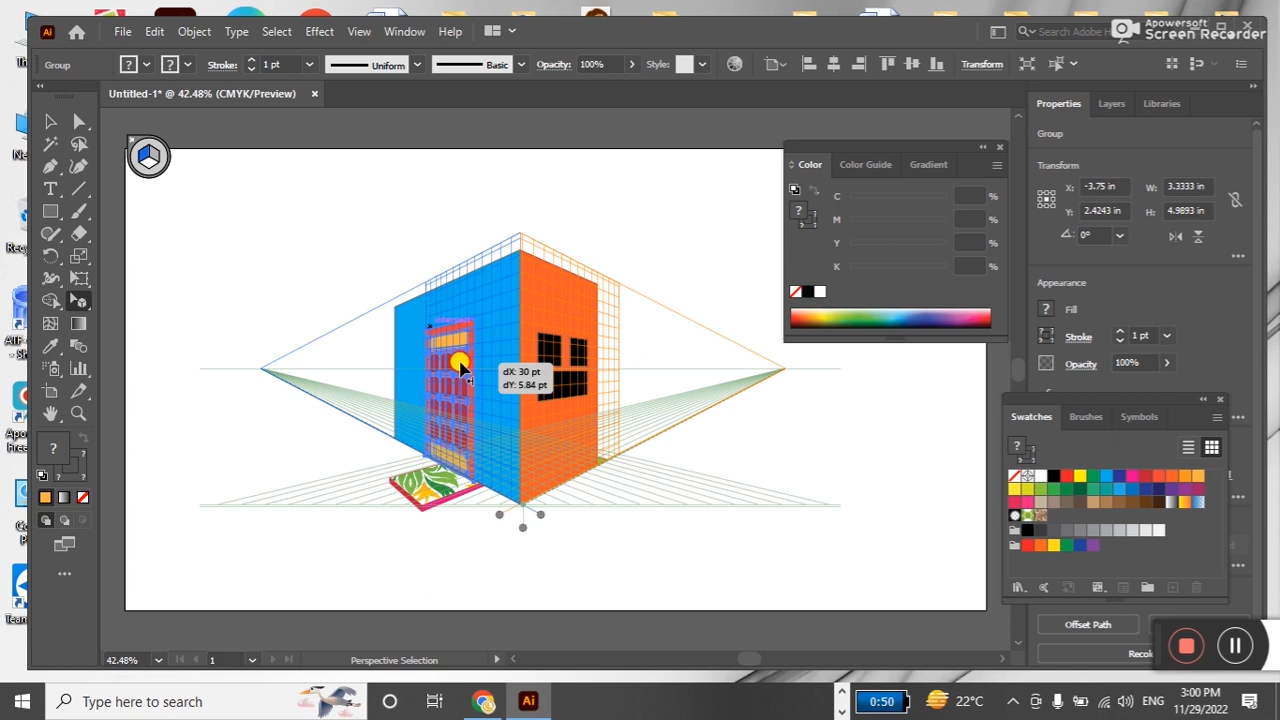 Apowersoft
Screen Recorder
Ai
File Edit Object Type Select Effect View Window Help
Search Adobe
Group
Stroke: 1 pt
Uniform
Basic
Opacity: 100%
Style:
Transform
Untitled-1* @ 42.48% (CMYK/Preview)
Properties Layers Libraries
Group
Transform
X: -3.75 in W: 3.3333 in
Y: 2.4243 in H: 4.9893 in
0°
Appearance
Fill
Stroke 1 pt
Opacity 100%
Color Color Guide Gradient
C %
M %
Y %
K %
dX: 30 pt
dY: 5.84 pt
Swatches Brushes Symbols
Offset Path
42.48% 1 Perspective Selection
Type here to search
0:50
22°C
ENG
3:00 PM
11/29/2022